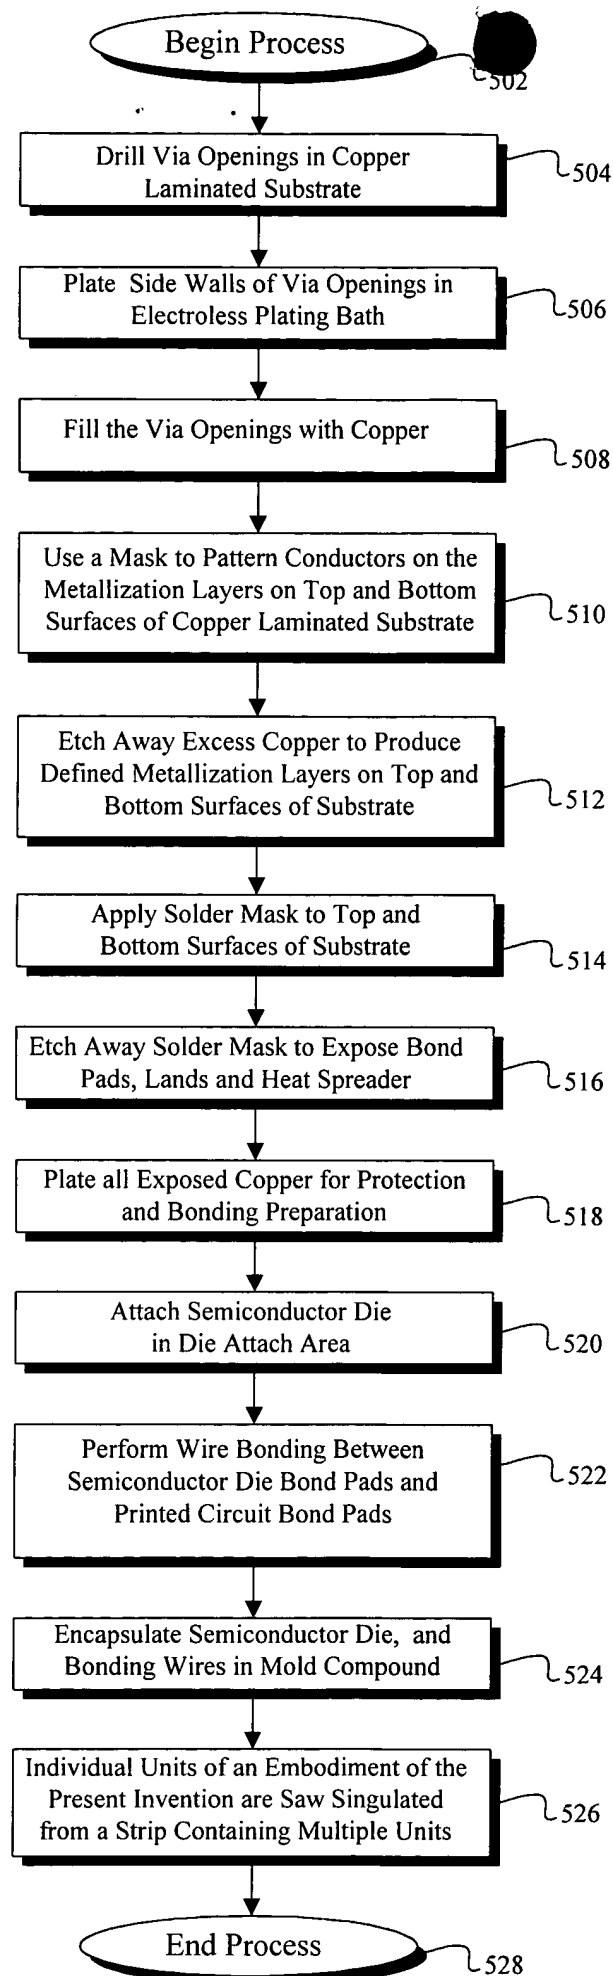 Begin Process
502
Drill Via Openings in Copper
Laminated Substrate
504
Plate Side Walls of Via Openings in
Electroless Plating Bath
506
Fill the Via Openings with Copper
508
Use a Mask to Pattern Conductors on the
Metallization Layers on Top and Bottom
Surfaces of Copper Laminated Substrate
510
Etch Away Excess Copper to Produce
Defined Metallization Layers on Top and
Bottom Surfaces of Substrate
512
Apply Solder Mask to Top and
Bottom Surfaces of Substrate
514
Etch Away Solder Mask to Expose Bond
Pads, Lands and Heat Spreader
516
Plate all Exposed Copper for Protection
and Bonding Preparation
518
Attach Semiconductor Die
in Die Attach Area
520
Perform Wire Bonding Between
Semiconductor Die Bond Pads and
Printed Circuit Bond Pads
522
Encapsulate Semiconductor Die, and
Bonding Wires in Mold Compound
524
Individual Units of an Embodiment of the
Present Invention are Saw Singulated
from a Strip Containing Multiple Units
526
End Process
528